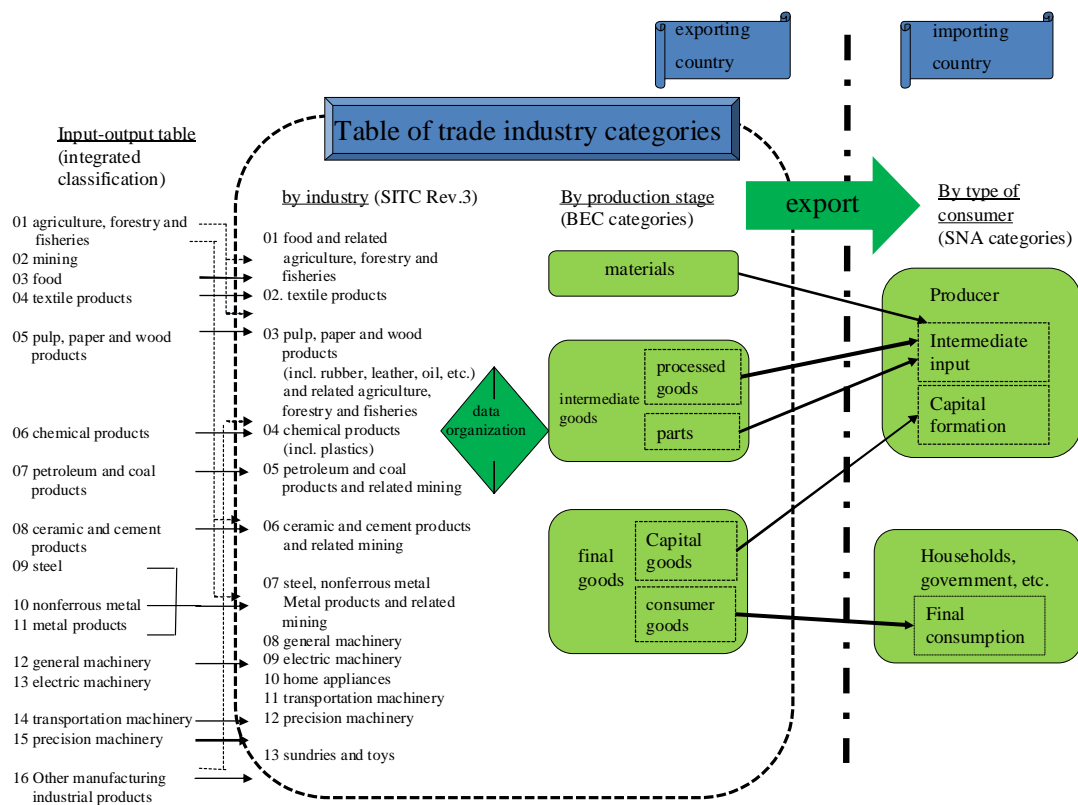 exporting
country
importing
country
Table of trade industry categories
Input-output table
(integrated
classification)
01 agriculture, forestry and
fisheries
02 mining
03 food
04 textile products
05 pulp, paper and wood
products
06 chemical products
07 petroleum and coal
products
08 ceramic and cement
products
09 steel
10 nonferrous metal
11 metal products
12 general machinery
13 electric machinery
14 transportation machinery
15 precision machinery
16 Other manufacturing
industrial products
by industry (SITC Rev.3)
01 food and related
agriculture, forestry and
fisheries
02. textile products
03 pulp, paper and wood
products
(incl. rubber, leather, oil, etc.)
and related agriculture,
forestry and fisheries
04 chemical products
(incl. plastics)
05 petroleum and coal
products and related mining
06 ceramic and cement products
and related mining
07 steel, nonferrous metal
Metal products and related
mining
08 general machinery
09 electric machinery
10 home appliances
11 transportation machinery
12 precision machinery
13 sundries and toys
data
organization
By production stage
(BEC categories)
materials
intermediate
goods
processed
goods
parts
final
goods
Capital
goods
consumer
goods
export
By type of
consumer
(SNA categories)
Producer
Intermediate
input
Capital
formation
Households,
government, etc.
Final
consumption